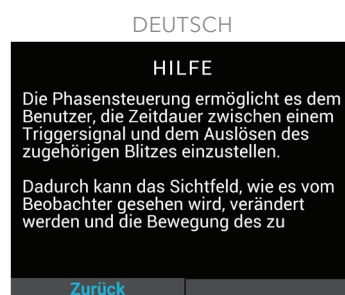 DEUTSCH
HILFE
Die Phasensteuerung ermöglicht es dem
Benutzer, die Zeitdauer zwischen einem
Triggersignal und dem Auslösen des
zugehörigen Blitzes einzustellen.
Dadurch kann das Sichtfeld, wie es vom
Beobachter gesehen wird, verändert
werden und die Bewegung des zu
Zurück